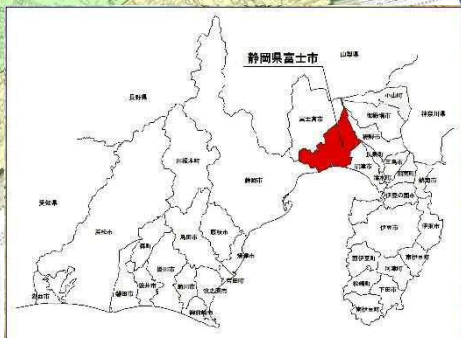 静岡県富士市
山梨県
小山町
長野県
御殿場市
神奈川県
富士宮市
裾野市
長泉町
三島市
沼津市
清水町
函南町
熱海市
川根本町
静岡市
伊豆の国市
愛知県
浜松市
島田市
藤枝市
伊豆市
伊東市
森町
焼津市
掛川市
西伊豆町
東伊豆町
吉田町
河津町
磐田市
袋井市
菊川市
牧之原市
松崎町
下田市
湖西市
御前崎市
南伊豆町